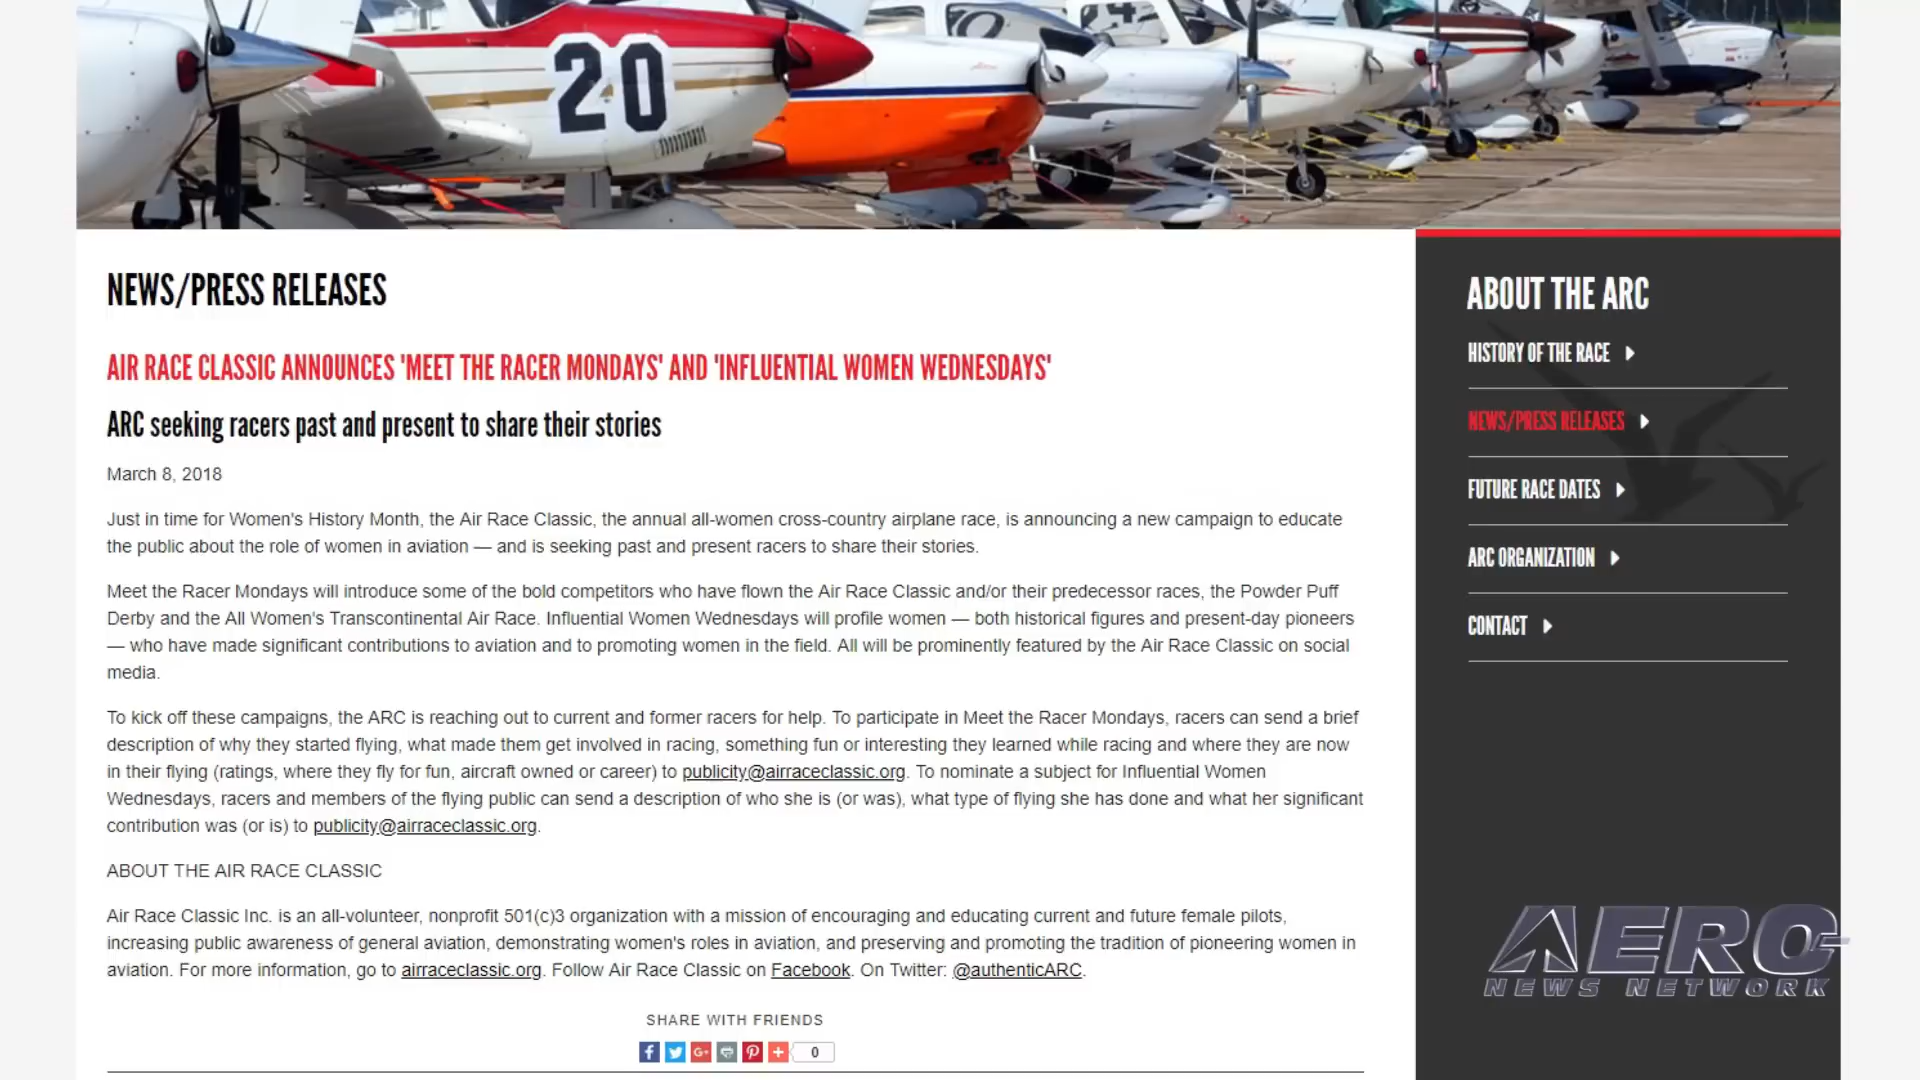 20
NEWS/PRESS RELEASES
AIR RACE CLASSIC ANNOUNCES 'MEET THE RACER MONDAYS' AND 'INFLUENTIAL WOMEN WEDNESDAYS'
ARC seeking racers past and present to share their stories
March 8, 2018
Just in time for Women's History Month, the Air Race Classic, the annual all-women cross-country airplane race, is announcing a new campaign to educate
the public about the role of women in aviation — and is seeking past and present racers to share their stories.
Meet the Racer Mondays will introduce some of the bold competitors who have flown the Air Race Classic and/or their predecessor races, the Powder Puff
Derby and the All Women's Transcontinental Air Race. Influential Women Wednesdays will profile women — both historical figures and present-day pioneers
— who have made significant contributions to aviation and to promoting women in the field. All will be prominently featured by the Air Race Classic on social
media.
To kick off these campaigns, the ARC is reaching out to current and former racers for help. To participate in Meet the Racer Mondays, racers can send a brief
description of why they started flying, what made them get involved in racing, something fun or interesting they learned while racing and where they are now
in their flying (ratings, where they fly for fun, aircraft owned or career) to publicity@airraceclassic.org. To nominate a subject for Influential Women
Wednesdays, racers and members of the flying public can send a description of who she is (or was), what type of flying she has done and what her significant
contribution was (or is) to publicity@airraceclassic.org.
ABOUT THE AIR RACE CLASSIC
Air Race Classic Inc. is an all-volunteer, nonprofit 501(c)3 organization with a mission of encouraging and educating current and future female pilots,
increasing public awareness of general aviation, demonstrating women's roles in aviation, and preserving and promoting the tradition of pioneering women in
aviation. For more information, go to airraceclassic.org. Follow Air Race Classic on Facebook. On Twitter: @authenticARC.
SHARE WITH FRIENDS
0
ABOUT THE ARC
HISTORY OF THE RACE
NEWS/PRESS RELEASES
FUTURE RACE DATES
ARC ORGANIZATION
CONTACT
AERO-
NEWS NETWORK